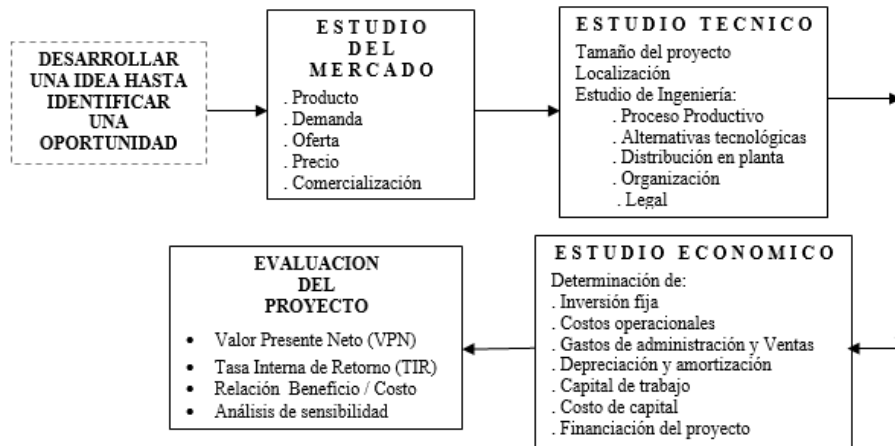 DESARROLLAR
UNA IDEA HASTA
IDENTIFICAR
UNA
OPORTUNIDAD
E S T U D I O
D E L
M E R C A D O
. Producto
. Demanda
. Oferta
. Precio
. Comercialización
E S T U D I O T E C N I C O
Tamaño del proyecto
Localización
Estudio de Ingeniería:
. Proceso Productivo
. Alternativas tecnológicas
. Distribución en planta
. Organización
. Legal
E S T U D I O E C O N O M I C O
Determinación de:
. Inversión fija
. Costos operacionales
. Gastos de administración y Ventas
. Depreciación y amortización
. Capital de trabajo
. Costo de capital
. Financiación del proyecto
EVALUACION
DEL
PROYECTO
• Valor Presente Neto (VPN)
• Tasa Interna de Retorno (TIR)
• Relación Beneficio / Costo
• Análisis de sensibilidad